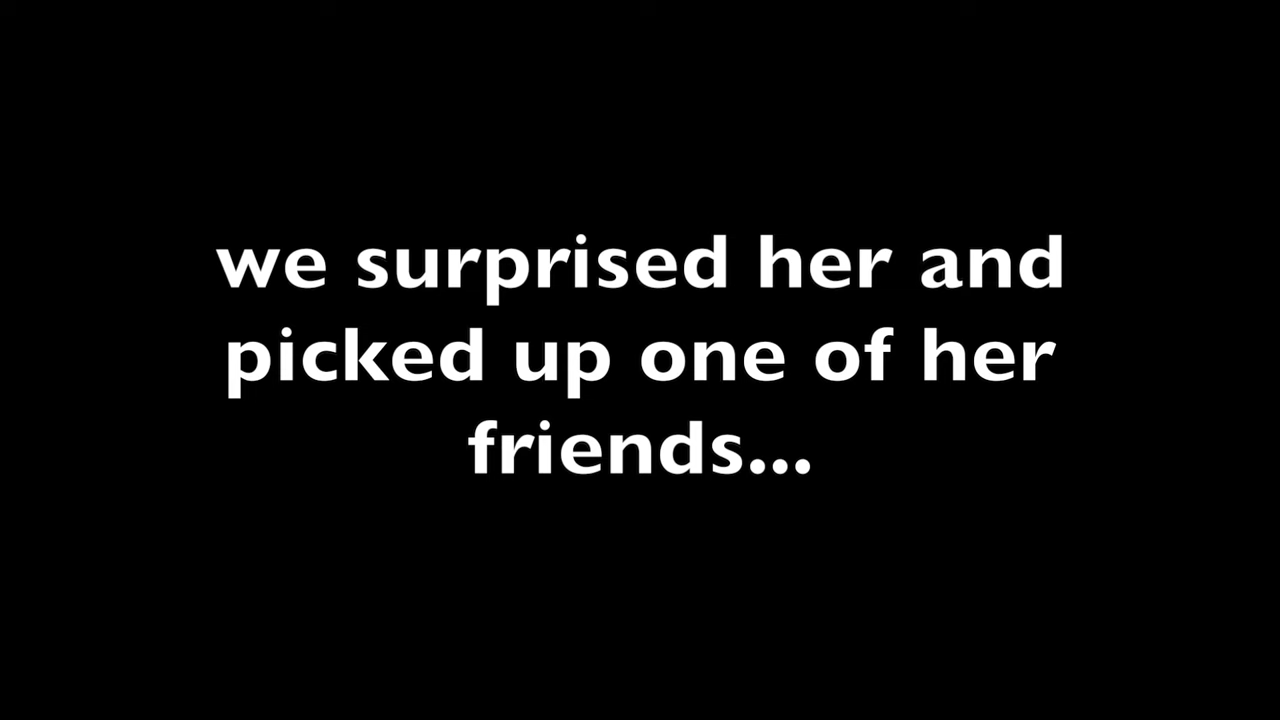 we surprised her and
picked up one of her
friends...